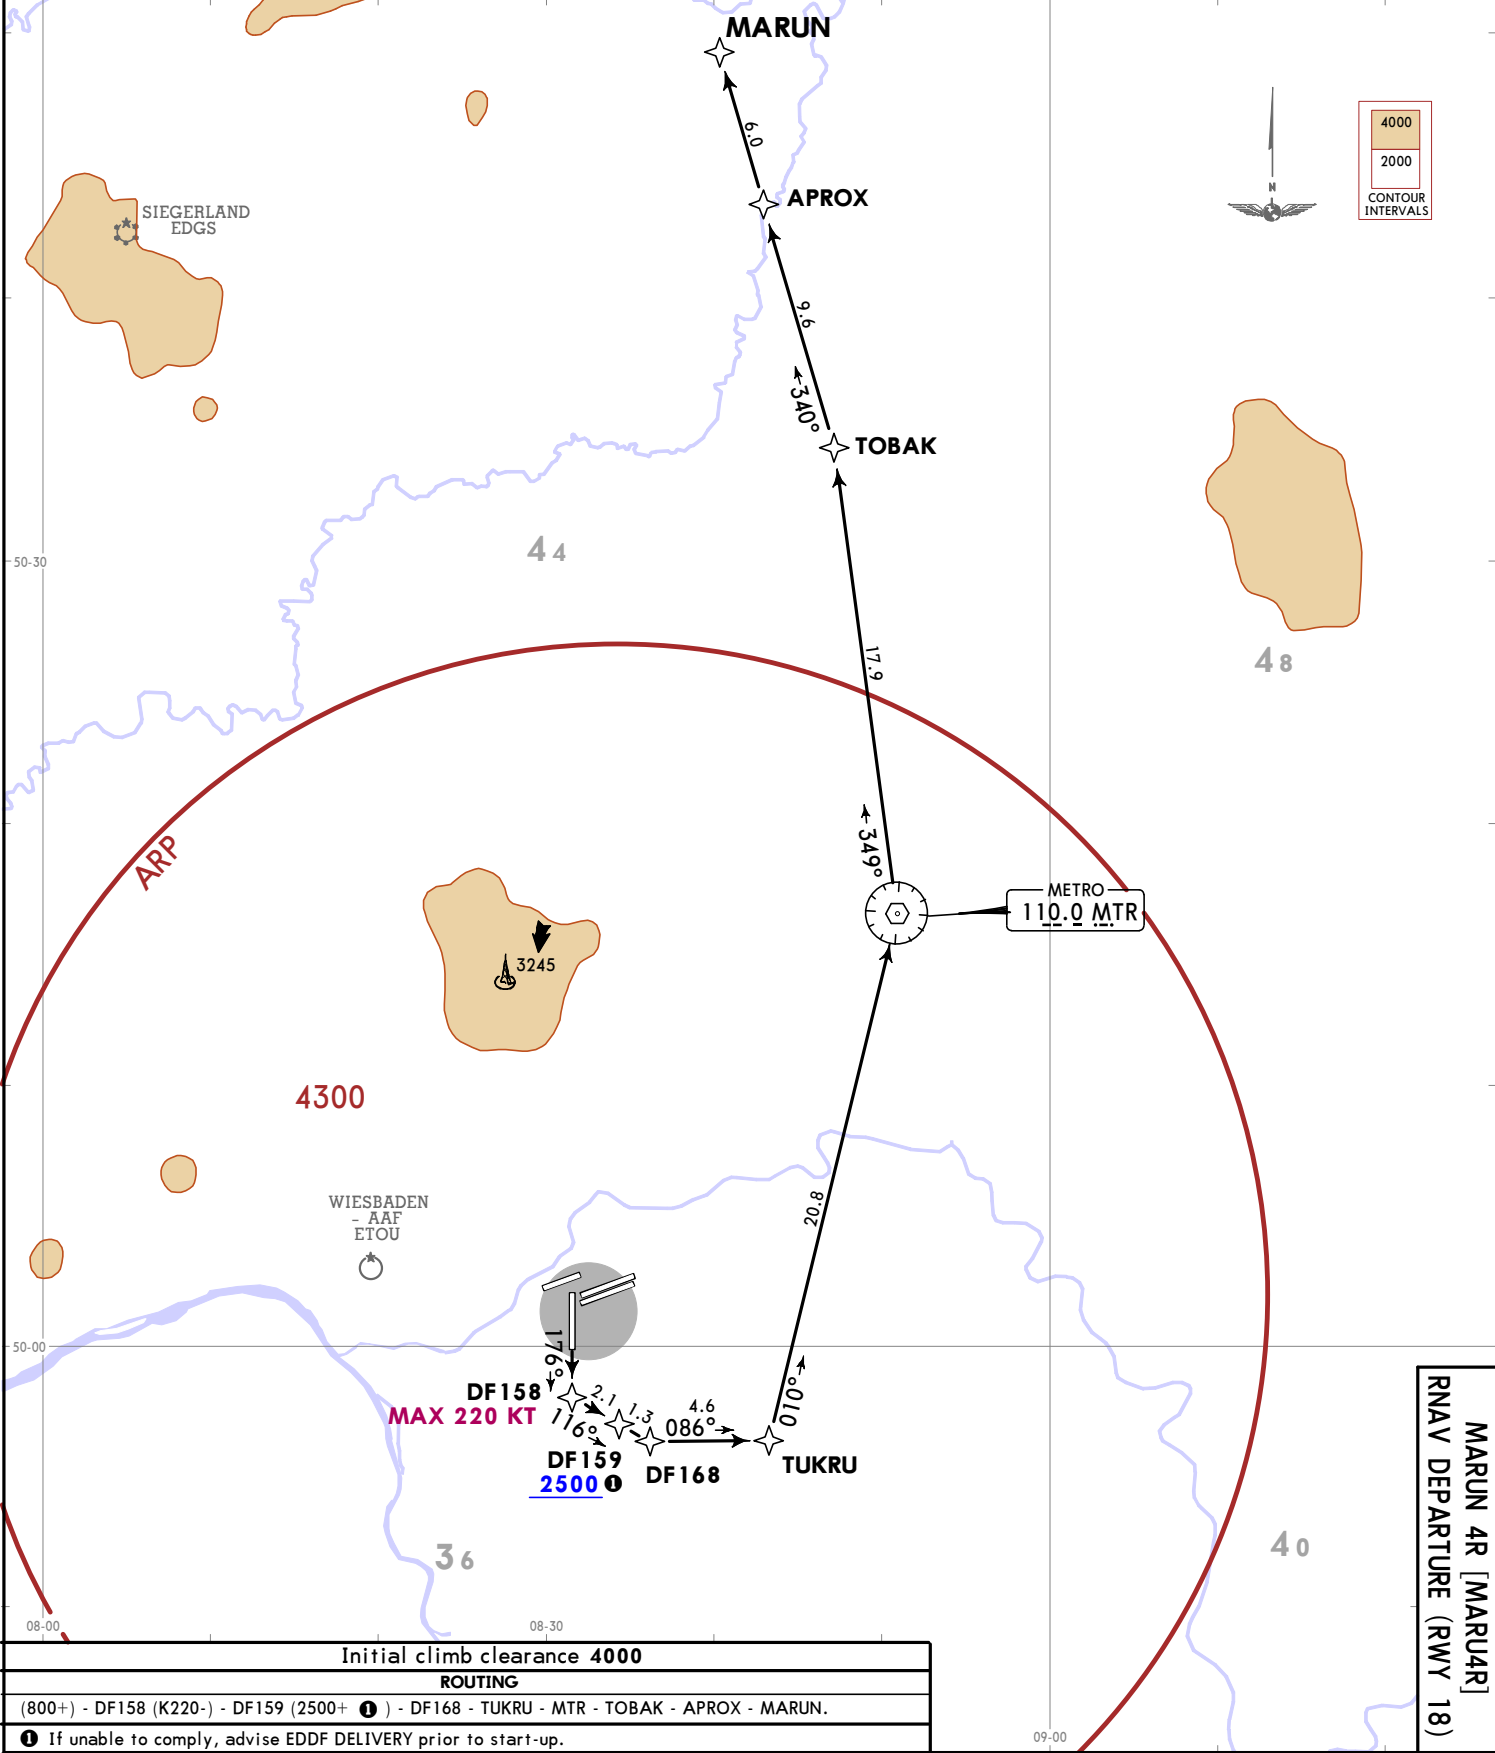 MARUN
6.0
4000
2000
CONTOUR
INTERVALS
N
APROX
SIEGERLAND
EDGS
9.6
340°
TOBAK
50-30
44
48
17.9
ARP
349°
METRO
110.0 MTR
3245
4300
WIESBADEN
- AAF
ETOU
20.8
50-00
176°
010°
DF158
MAX 220 KT
2.1
1.3
4.6
116°
086°
DF159
2500 ❶
DF168
TUKRU
36
40
MARUN 4R [MARU4R]
RNAV DEPARTURE (RWY 18)
08-00
08-30
09-00
Initial climb clearance 4000
ROUTING
(800+) - DF158 (K220-) - DF159 (2500+ ❶ ) - DF168 - TUKRU - MTR - TOBAK - APROX - MARUN.
❶ If unable to comply, advise EDDF DELIVERY prior to start-up.